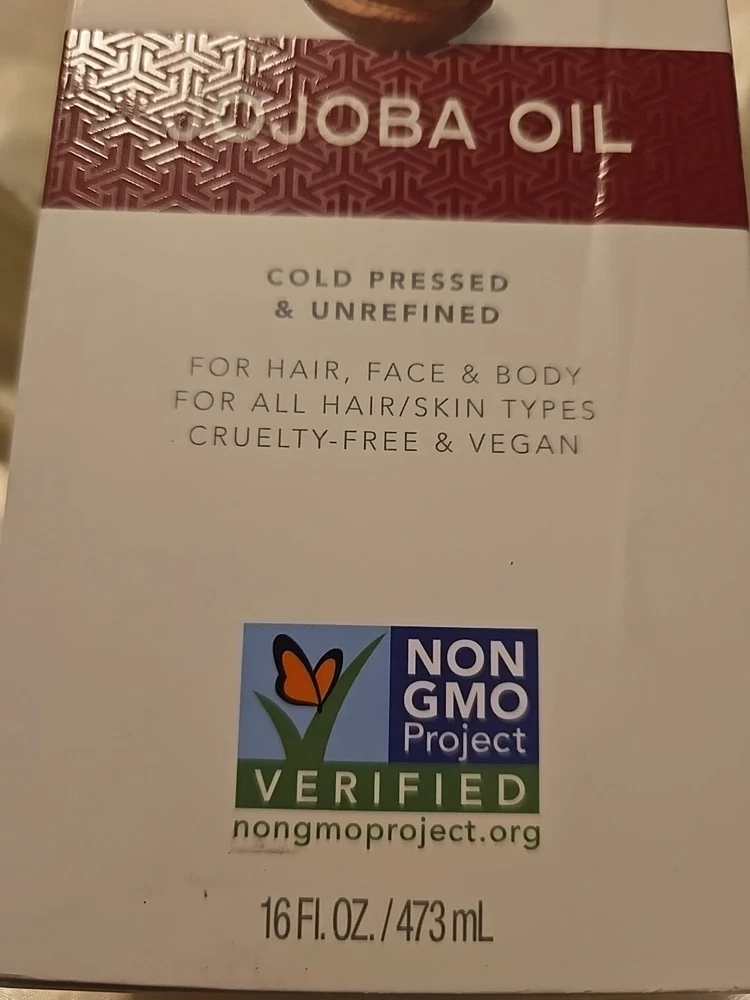 JOJOBA OIL
COLD PRESSED
& UNREFINED
FOR HAIR, FACE & BODY
FOR ALL HAIR/SKIN TYPES
CRUELTY-FREE & VEGAN
NON
GMO
Project
VERIFIED
nongmoproject.org
16 Fl. OZ. / 473 mL